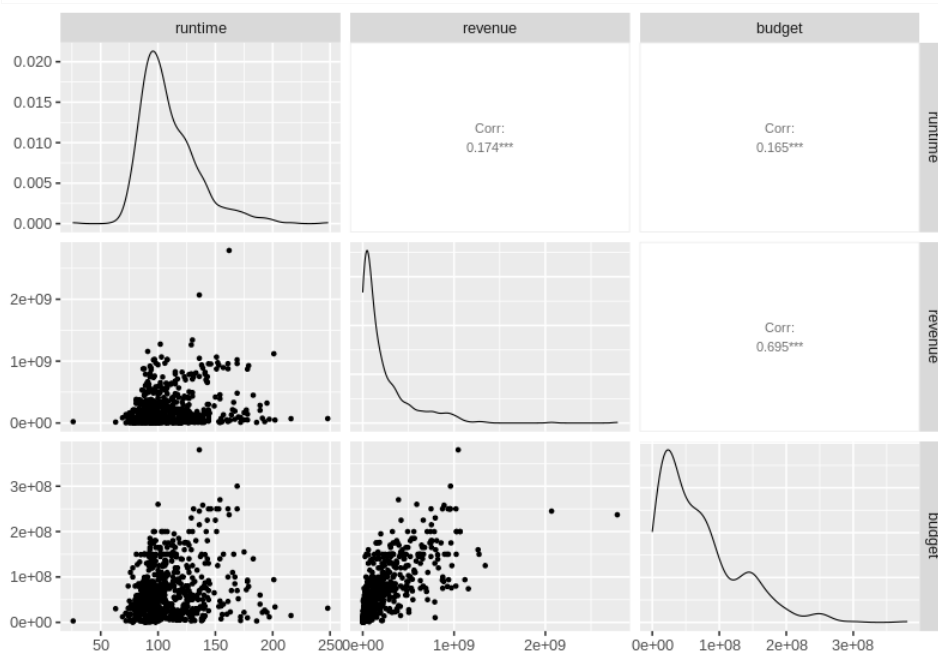 runtime
revenue
budget
0.020
0.015
0.010
0.005
0.000
Corr:
0.174***
Corr:
0.165***
runtime
2e+09
1e+09
0e+00
Corr:
0.695***
revenue
3e+08
2e+08
1e+08
0e+00
budget
50
100
150
200
250
0e+00
1e+09
2e+09
0e+00
1e+08
2e+08
3e+08